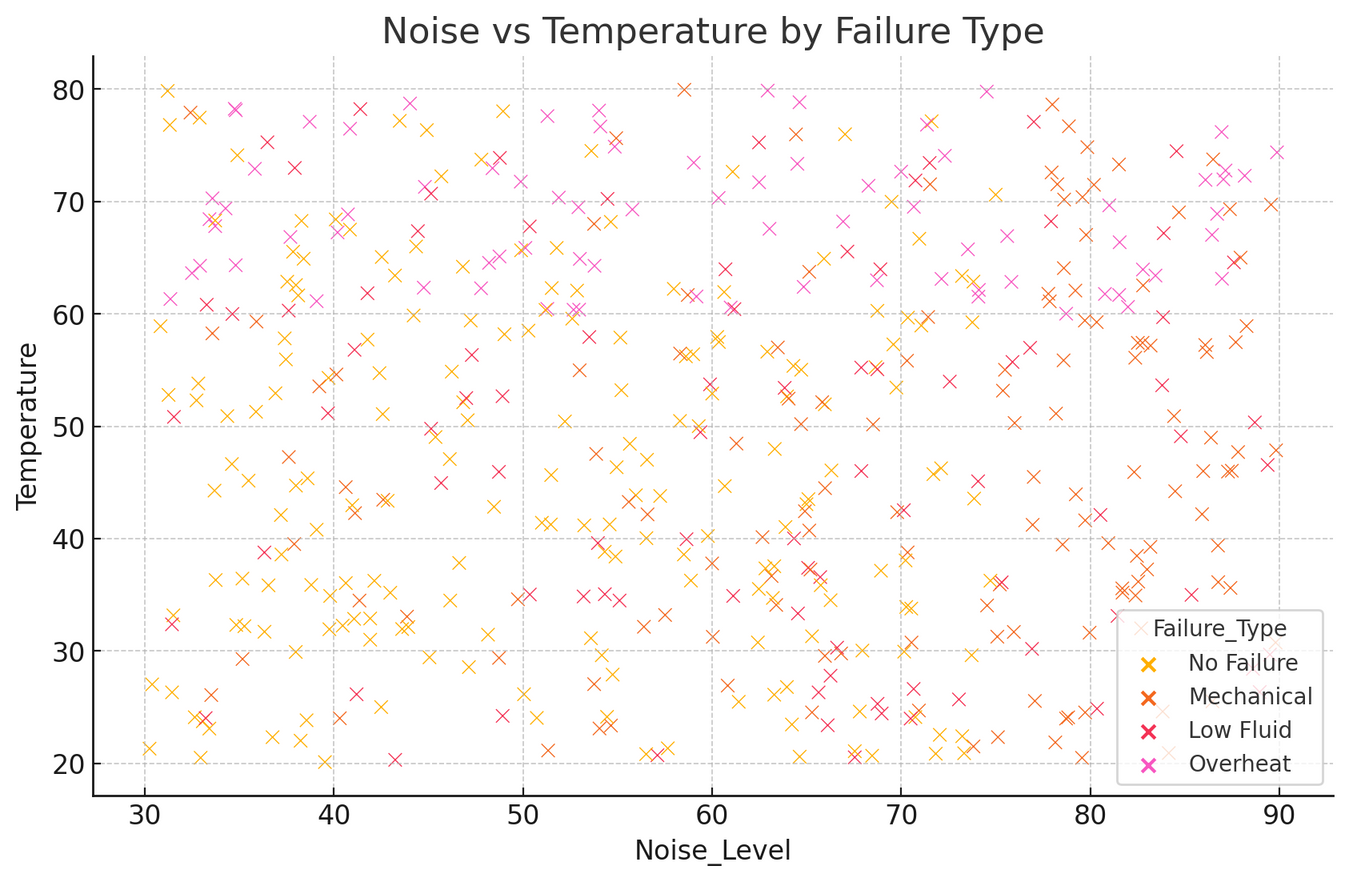 Noise vs Temperature by Failure Type
80
70
60
50
40
30
20
Temperature
30 40 50 60 70 80 90
Noise_Level
Failure_Type
No Failure
Mechanical
Low Fluid
Overheat